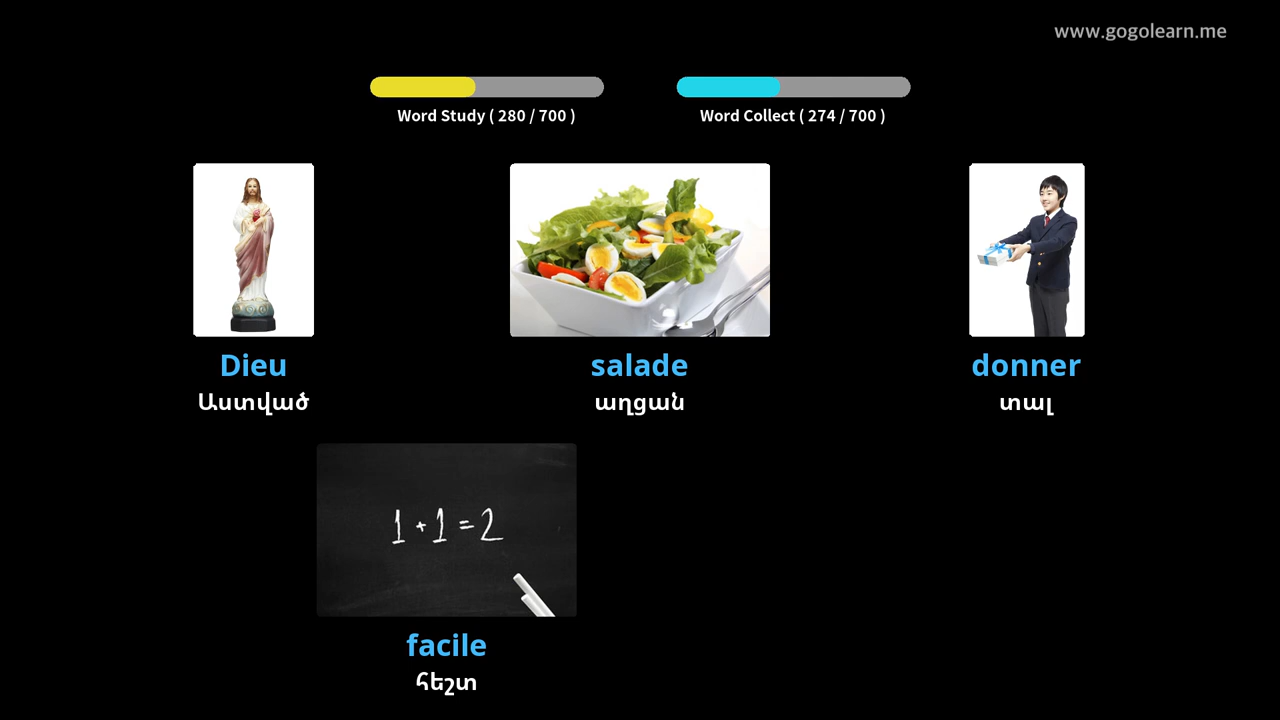 www.gogolearn.me
Word Study ( 280 / 700 )
Word Collect ( 274 / 700 )
Dieu
Աստված
salade
աղցան
donner
տալ
1 + 1 = 2
facile
հեշտ